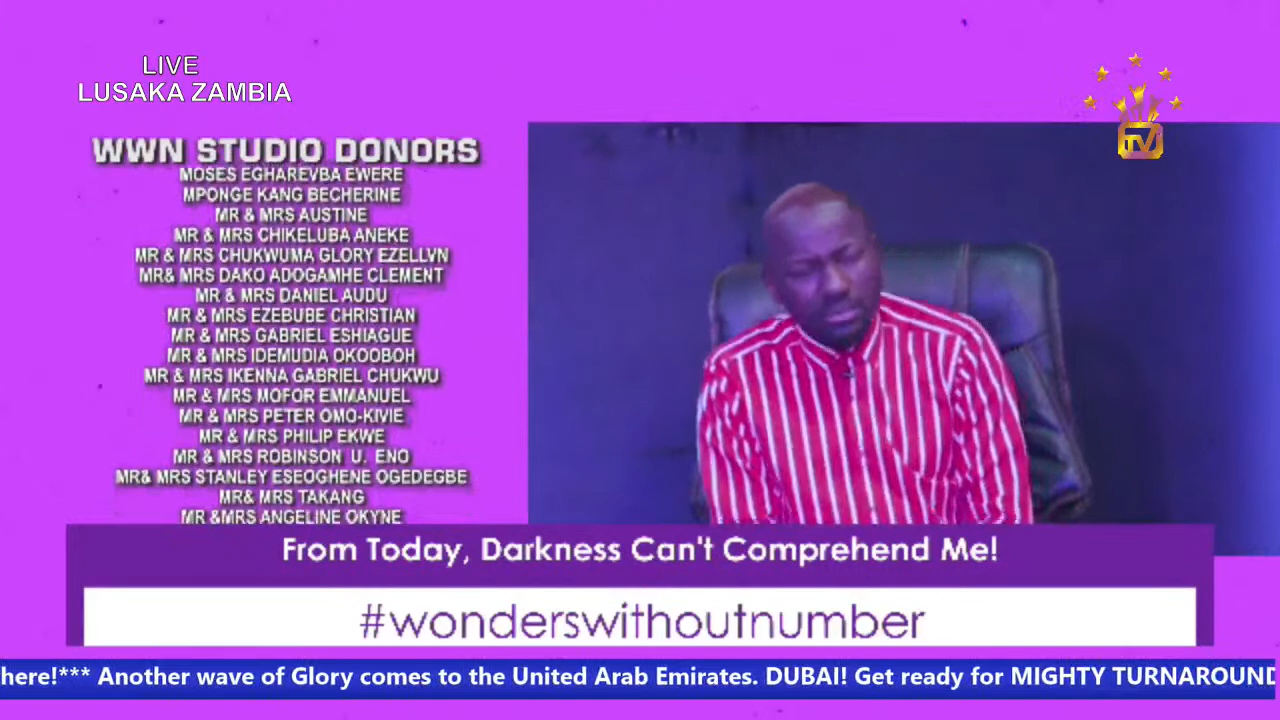 LIVE
LUSAKA ZAMBIA
TV
WWN STUDIO DONORS
MOSES EGHAREVBA EWERE
MPONGE KANG BECHERINE
MR & MRS AUSTINE
MR & MRS CHIKELUBA ANEKE
MR & MRS CHUKWUMA GLORY EZELLVN
MR& MRS DAKO ADOGAMHE CLEMENT
MR & MRS DANIEL AUDU
MR & MRS EZEBUBE CHRISTIAN
MR & MRS GABRIEL ESHIAGUE
MR & MRS IDEMUDIA OKOOBOH
MR & MRS IKENNA GABRIEL CHUKWU
MR & MRS MOFOR EMMANUEL
MR & MRS PETER OMO-KIVIE
MR & MRS PHILIP EKWE
MR & MRS ROBINSON U. ENO
MR& MRS STANLEY ESEOGHENE OGEDEGBE
MR& MRS TAKANG
MR &MRS ANGELINE OKYNE
From Today, Darkness Can't Comprehend Me!
#wonderswithoutnumber
here!*** Another wave of Glory comes to the United Arab Emirates. DUBAI! Get ready for MIGHTY TURNAROUND